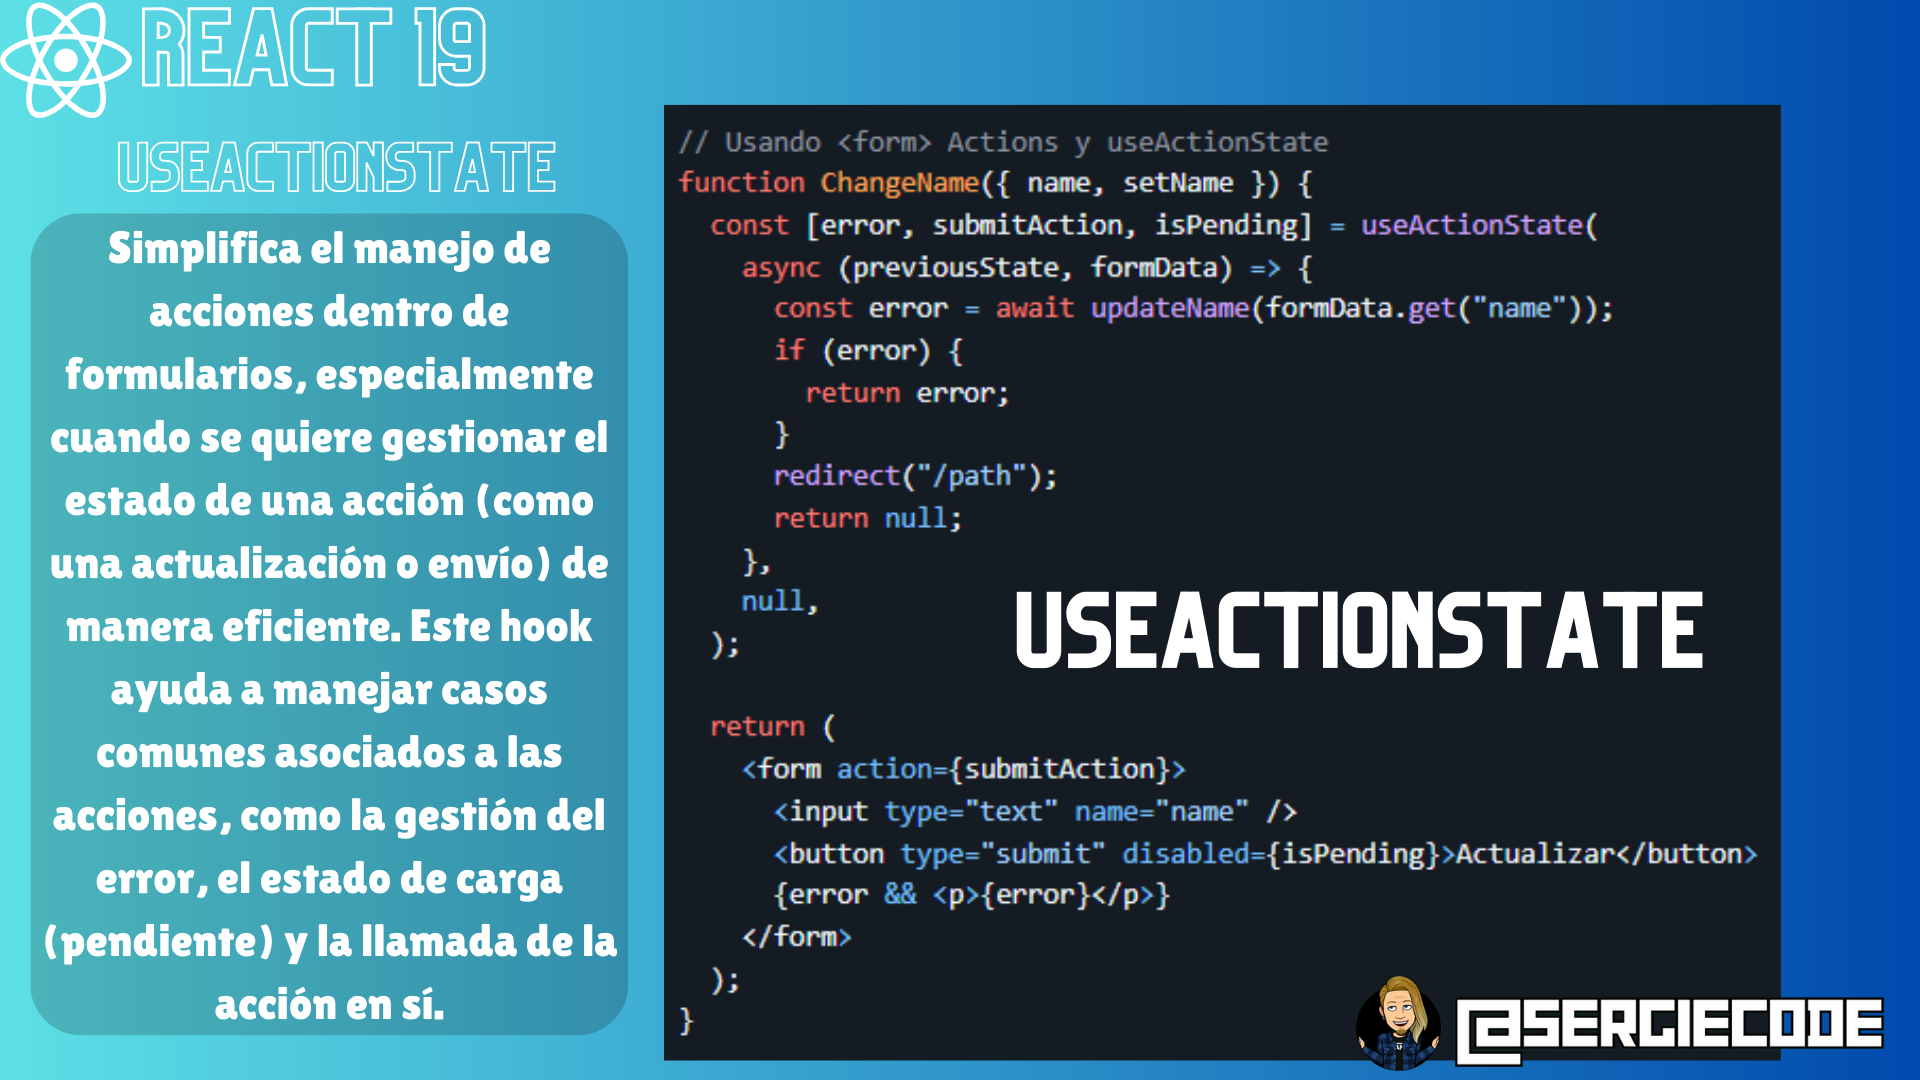 REACT 19
USEACTIONSTATE
Simplifica el manejo de
acciones dentro de
formularios, especialmente
cuando se quiere gestionar el
estado de una acción (como
una actualización o envío) de
manera eficiente. Este hook
ayuda a manejar casos
comunes asociados a las
acciones, como la gestión del
error, el estado de carga
(pendiente) y la llamada de la
acción en sí.
// Usando <form> Actions y useActionState
function ChangeName({ name, setName }) {
  const [error, submitAction, isPending] = useActionState(
    async (previousState, formData) => {
      const error = await updateName(formData.get("name"));
      if (error) {
        return error;
      }
      redirect("/path");
      return null;
    },
    null,
  );
USEACTIONSTATE
  return (
    <form action={submitAction}>
      <input type="text" name="name" />
      <button type="submit" disabled={isPending}>Actualizar</button>
      {error && <p>{error}</p>}
    </form>
  );
}
@SERGIECODE